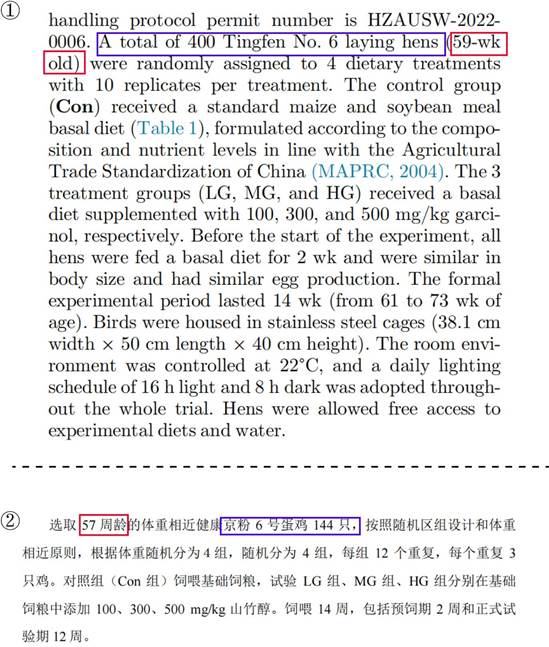 ①
handling protocol permit number is HZAUSW-2022-
0006. A total of 400 Tingfen No. 6 laying hens (59-wk
old) were randomly assigned to 4 dietary treatments
with 10 replicates per treatment. The control group
(Con) received a standard maize and soybean meal
basal diet (Table 1), formulated according to the compo-
sition and nutrient levels in line with the Agricultural
Trade Standardization of China (MAPRC, 2004). The 3
treatment groups (LG, MG, and HG) received a basal
diet supplemented with 100, 300, and 500 mg/kg garci-
nol, respectively. Before the start of the experiment, all
hens were fed a basal diet for 2 wk and were similar in
body size and had similar egg production. The formal
experimental period lasted 14 wk (from 61 to 73 wk of
age). Birds were housed in stainless steel cages (38.1 cm
width × 50 cm length × 40 cm height). The room envi-
ronment was controlled at 22°C, and a daily lighting
schedule of 16 h light and 8 h dark was adopted through-
out the whole trial. Hens were allowed free access to
experimental diets and water.
②
选取 57 周龄的体重相近健康京粉 6 号蛋鸡 144 只，按照随机区组设计和体重
相近原则，根据体重随机分为 4 组，随机分为 4 组，每组 12 个重复，每个重复 3
只鸡。对照组（Con 组）饲喂基础饲粮，试验 LG 组、MG 组、HG 组分别在基础
饲粮中添加 100、300、500 mg/kg 山竹醇。饲喂 14 周，包括预饲期 2 周和正式试
验期 12 周。